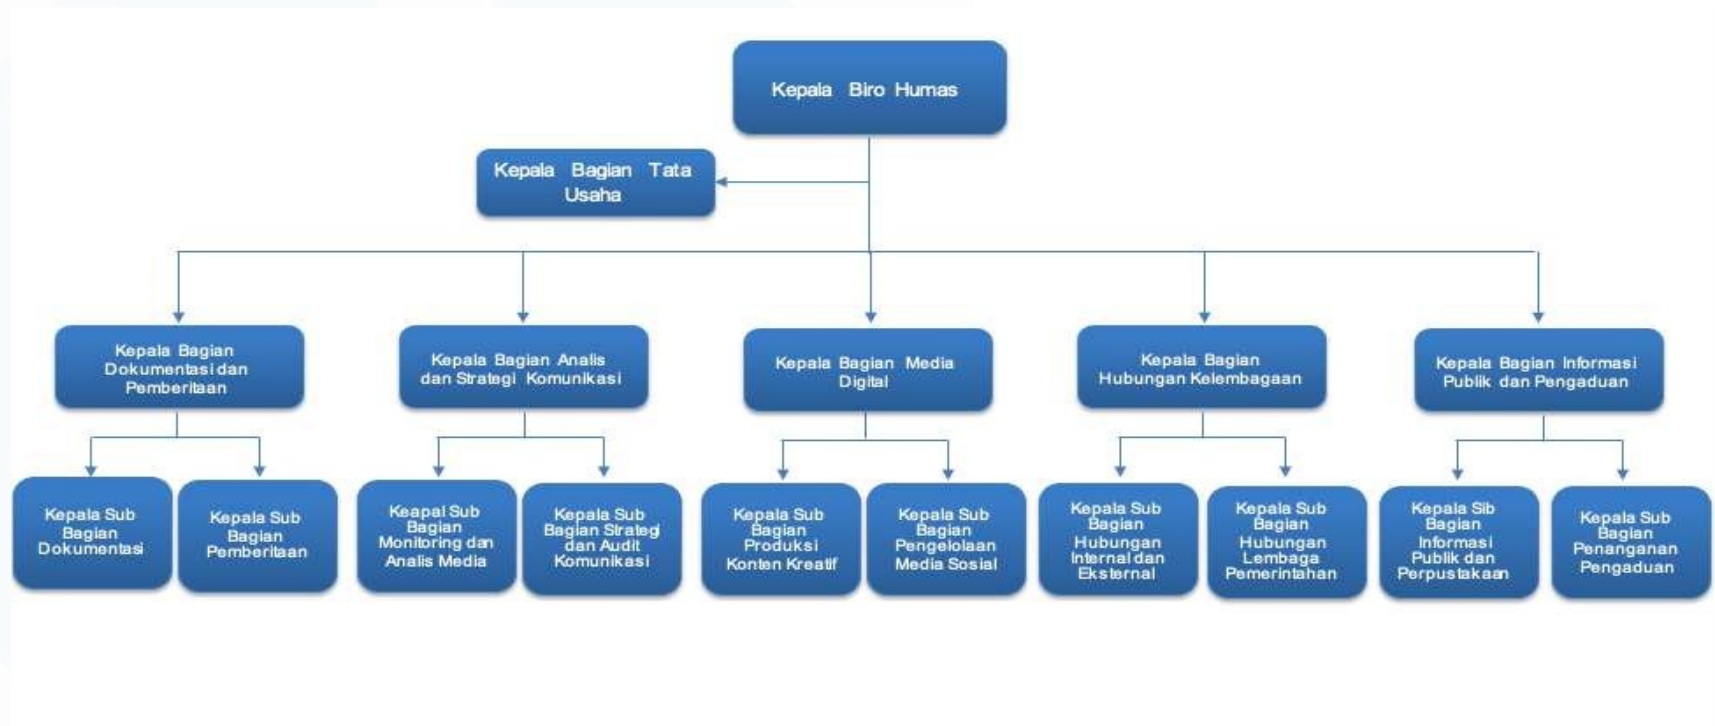 Kepala Biro Humas
Kepala Bagian Tata
Usaha
Kepala Bagian
Dokumentasi dan
Pemberitaan
Kepala Bagian Analis
dan Strategi Komunikasi
Kepala Bagian Media
Digital
Kepala Bagian
Hubungan Kelembagaan
Kepala Bagian Informasi
Publik dan Pengaduan
Kepala Sub
Bagian
Dokumentasi
Kepala Sub
Bagian
Pemberitaan
Keapal Sub
Bagian
Monitoring dan
Analis Media
Kepala Sub
Bagian Strategi
dan Audit
Komunikasi
Kepala Sub
Bagian
Produksi
Konten Kreatif
Kepala Sub
Bagian
Pengelolaan
Media Sosial
Kepala Sub
Bagian
Hubungan
Internal dan
Eksternal
Kepala Sub
Bagian
Hubungan
Lembaga
Pemerintahan
Kepala Sib
Bagian
Informasi
Publik dan
Perpustakaan
Kepala Sub
Bagian
Penanganan
Pengaduan